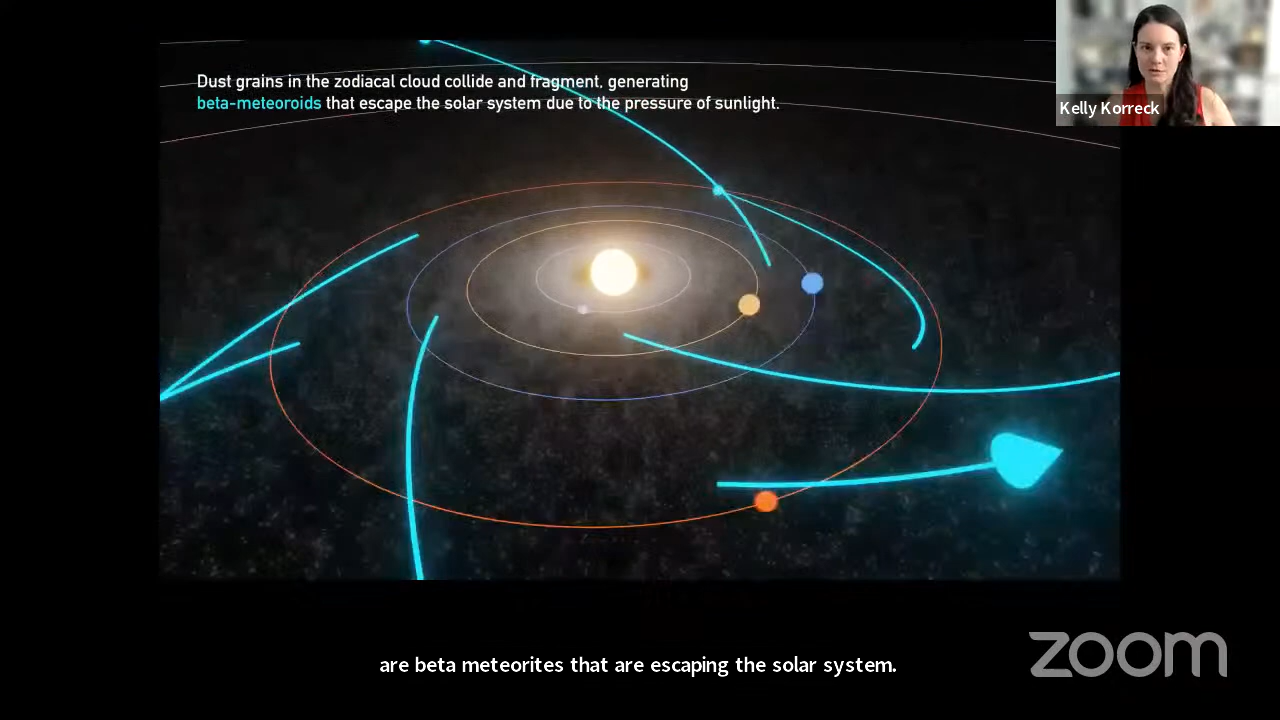 Dust grains in the zodiacal cloud collide and fragment, generating
beta-meteoroids that escape the solar system due to the pressure of sunlight.
Kelly Korreck
are beta meteorites that are escaping the solar system.
zoom